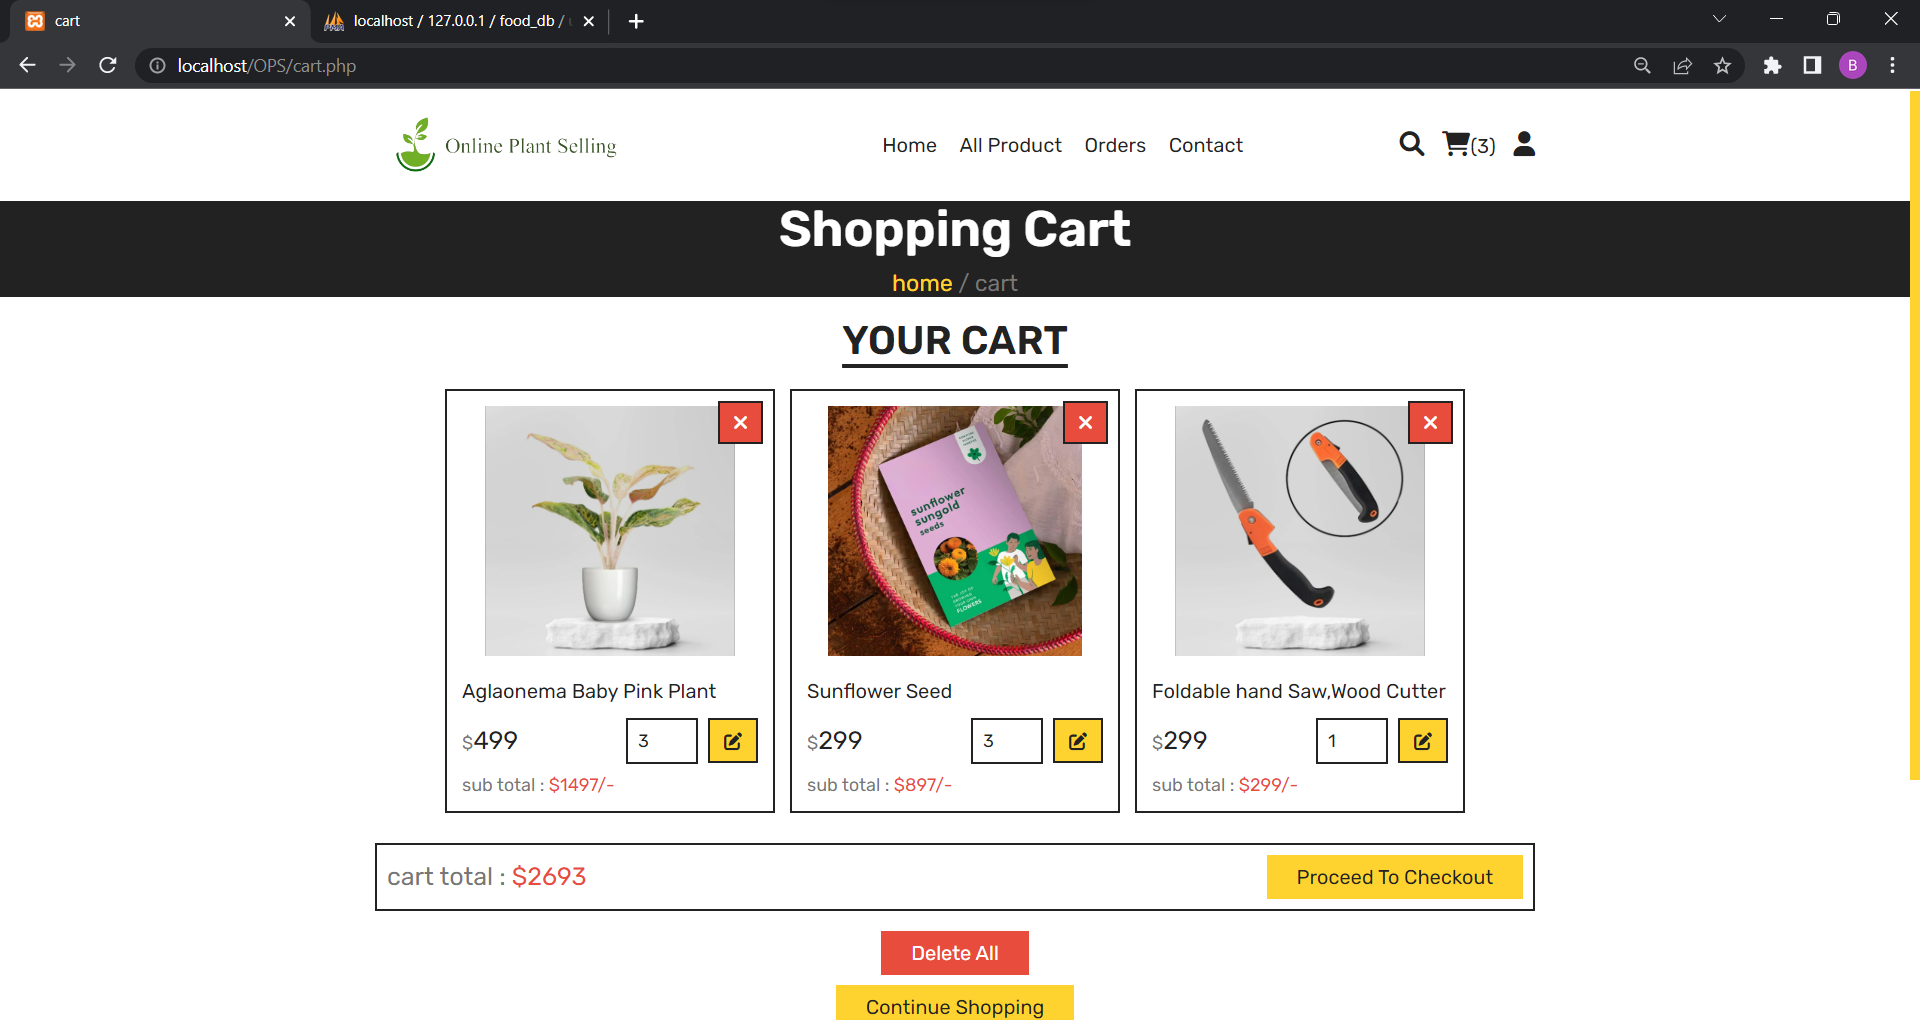 cart
localhost / 127.0.0.1 / food_db /
localhost/OPS/cart.php
B
Online Plant Selling
Home All Product Orders Contact
(3)
Shopping Cart
home / cart
YOUR CART
sunflower
sungold
seeds
FLOWERS
Aglaonema Baby Pink Plant
$499 3
sub total : $1497/-
Sunflower Seed
$299 3
sub total : $897/-
Foldable hand Saw,Wood Cutter
$299 1
sub total : $299/-
cart total : $2693
Proceed To Checkout
Delete All
Continue Shopping